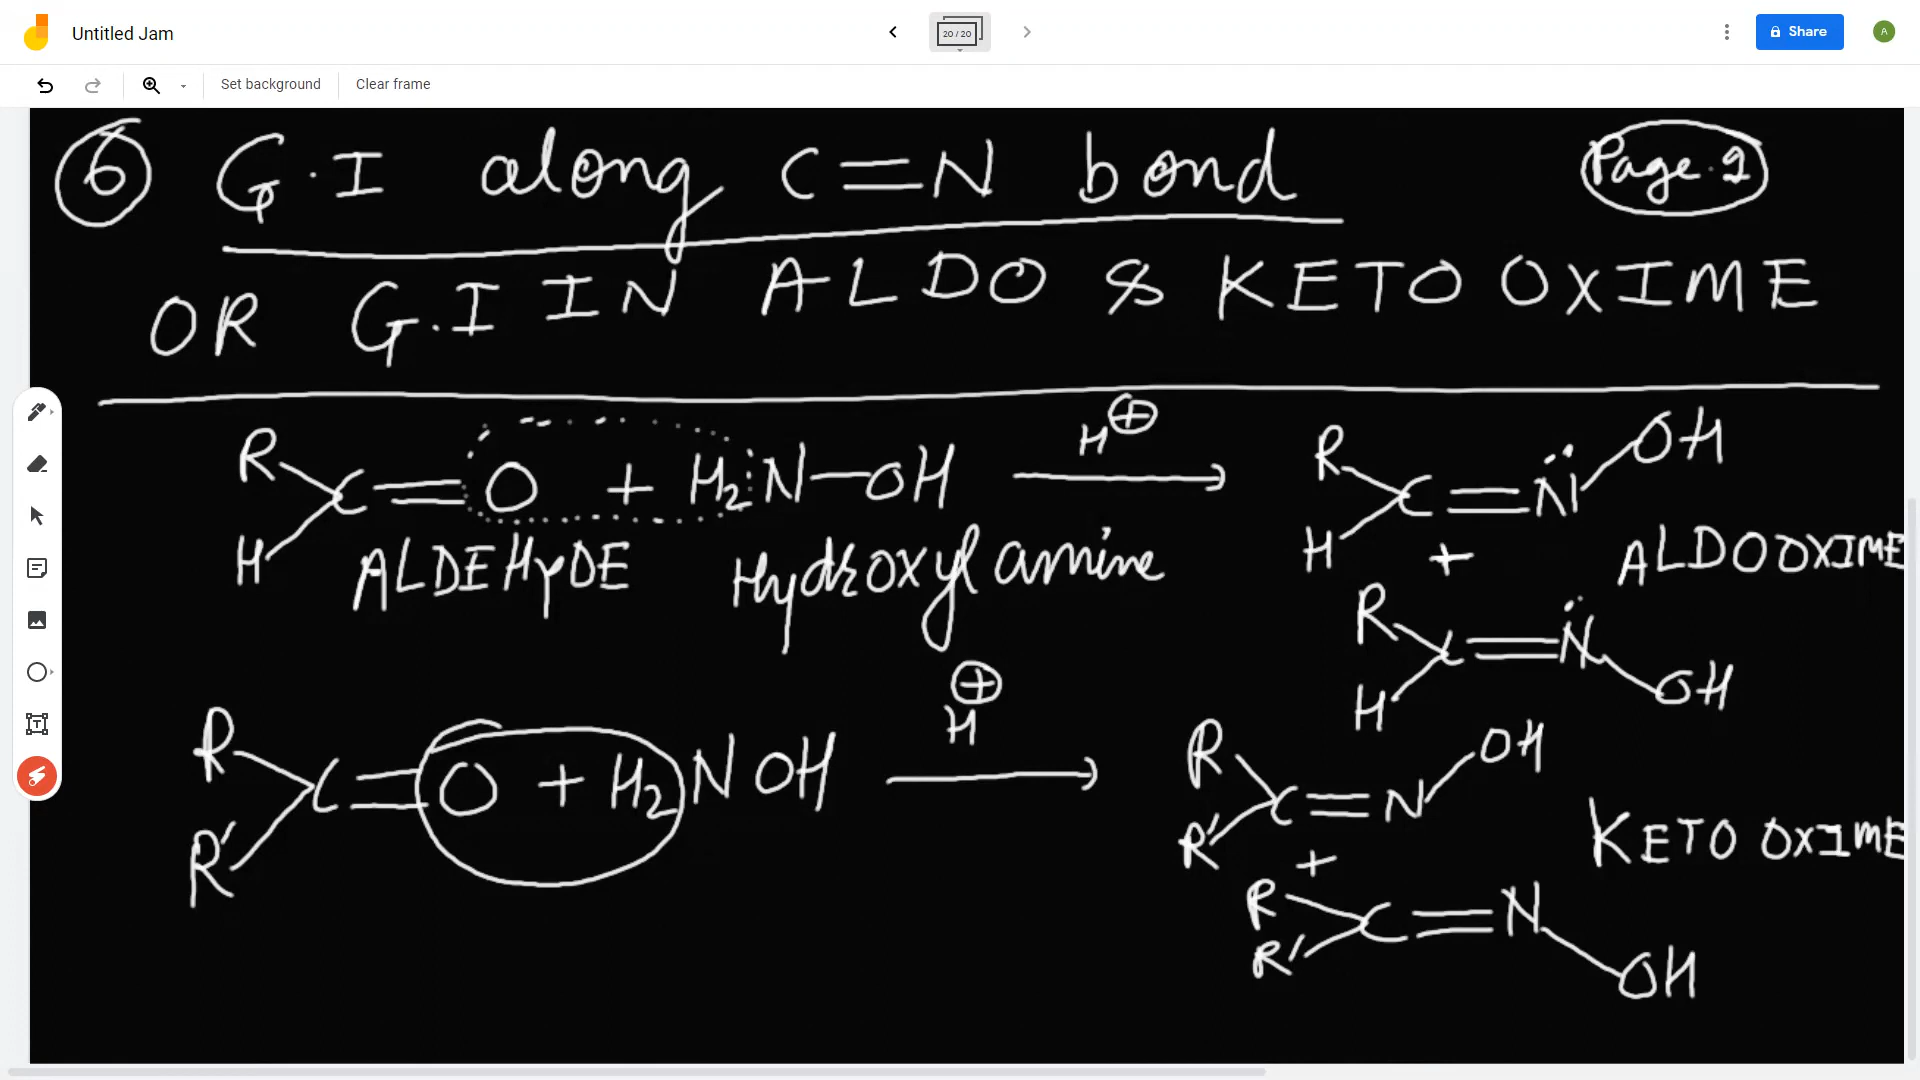 Untitled Jam
20 / 20
Share
A
Set background
Clear frame
6 G.I along C=N bond
Page.9
OR G.I IN ALDO & KETO OXIME
R H C=O + H2N-OH H⊕ → R H C=N̈ OH
ALDEHYDE Hydroxyl amine
+ ALDOOXIME
R H C=N̈ OH
R R' C=O + H2NOH H⊕ → R R' C=N OH
+ KETO OXIME
R R' C=N OH